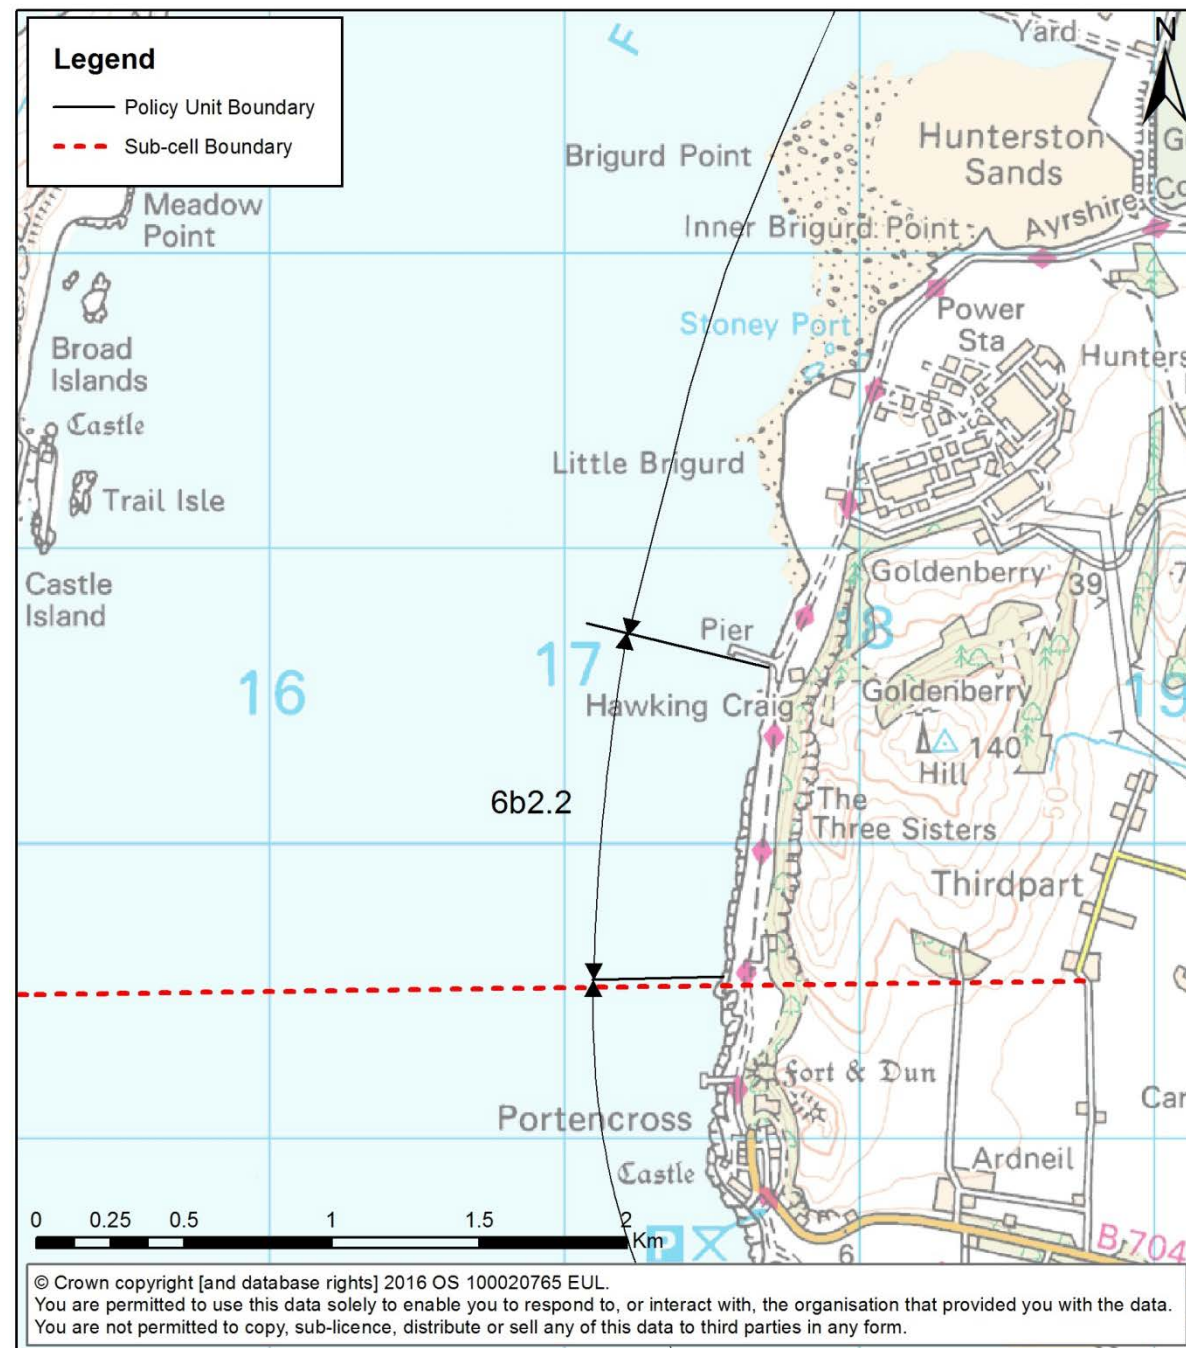 Legend
Policy Unit Boundary
Sub-cell Boundary
F
Yard
N
Brigurd Point
Hunterston
Sands
Meadow
Point
Inner Brigurd Point
Ayrshire
Stoney Port
Power
Sta
Broad
Islands
Castle
Little Brigurd
Trail Isle
Castle
Island
Goldenberry
39
Pier
18
17
16
19
Hawking Craig
Goldenberry
140
Hill
50
6b2.2
The
Three Sisters
Thirdpart
Fort & Dun
Portencross
Castle
Ardneil
0 0.25 0.5 1 1.5 2
Km
P
6
B 704
© Crown copyright [and database rights] 2016 OS 100020765 EUL.
You are permitted to use this data solely to enable you to respond to, or interact with, the organisation that provided you with the data.
You are not permitted to copy, sub-licence, distribute or sell any of this data to third parties in any form.